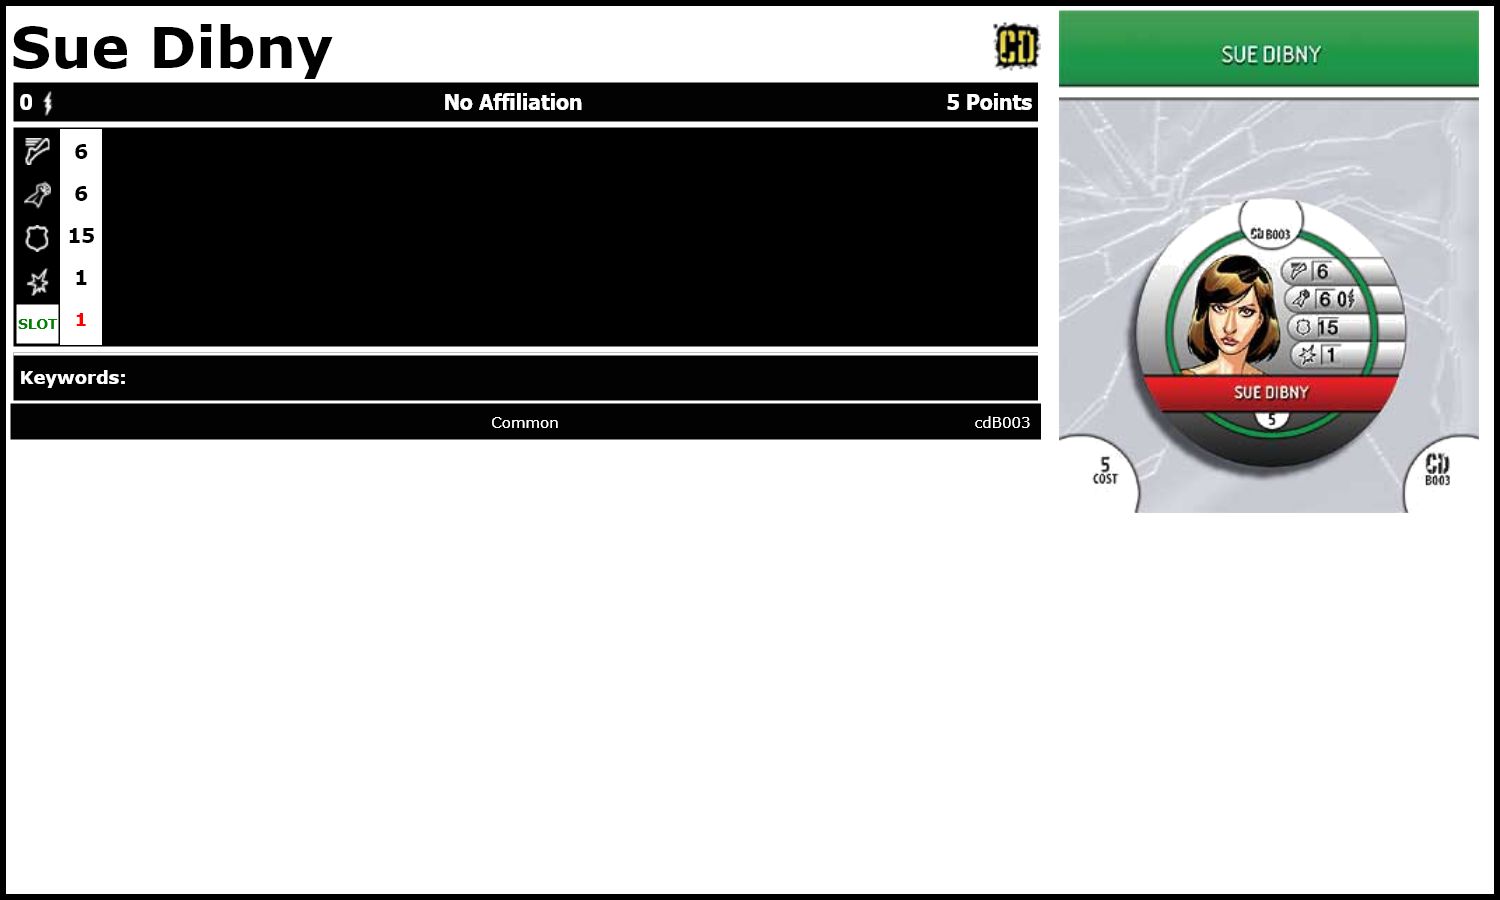 Sue Dibny
CD
0 No Affiliation 5 Points
6
6
15
1
SLOT 1
Keywords:
Common cdB003
SUE DIBNY
CD B003
6
6 0
15
1
SUE DIBNY
5
5
COST
CD
B003